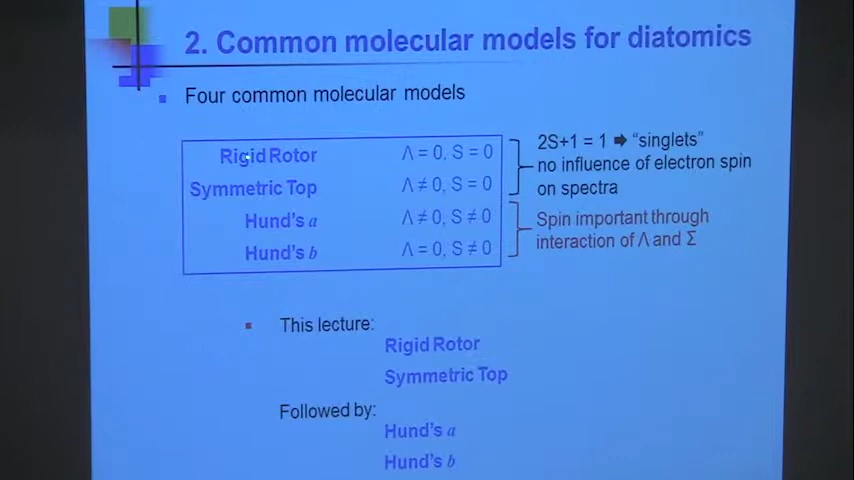 2. Common molecular models for diatomics
Four common molecular models
Rigid Rotor Λ = 0, S = 0
Symmetric Top Λ ≠ 0, S = 0
Hund's a Λ ≠ 0, S ≠ 0
Hund's b Λ = 0, S ≠ 0
2S+1 = 1 ➡ "singlets"
no influence of electron spin
on spectra
Spin important through
interaction of Λ and Σ
This lecture:
Rigid Rotor
Symmetric Top
Followed by:
Hund's a
Hund's b